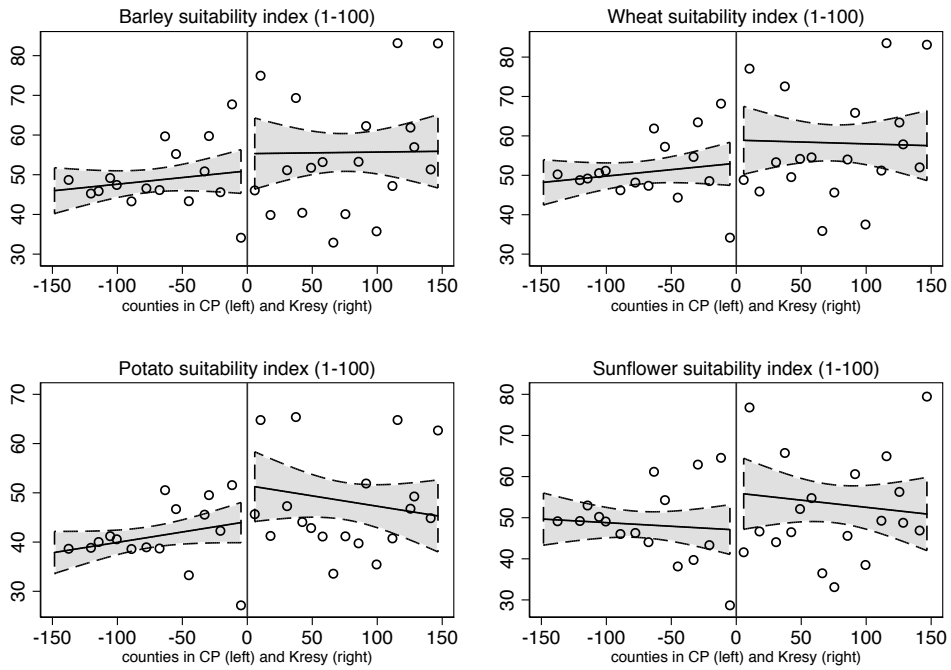 Barley suitability index (1-100)
Wheat suitability index (1-100)
80
70
60
50
40
30
80
70
60
50
40
30
-150 -100 -50 0 50 100 150
-150 -100 -50 0 50 100 150
counties in CP (left) and Kresy (right)
counties in CP (left) and Kresy (right)
Potato suitability index (1-100)
Sunflower suitability index (1-100)
70
60
50
40
30
80
70
60
50
40
30
-150 -100 -50 0 50 100 150
-150 -100 -50 0 50 100 150
counties in CP (left) and Kresy (right)
counties in CP (left) and Kresy (right)